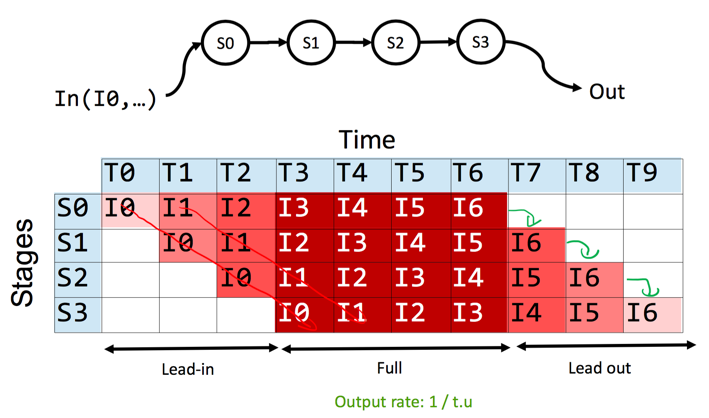 S0 S1 S2 S3
In(I0,…)
Out
Time
T0 T1 T2 T3 T4 T5 T6 T7 T8 T9
Stages
S0 I0 I1 I2 I3 I4 I5 I6
S1 I0 I1 I2 I3 I4 I5 I6
S2 I0 I1 I2 I3 I4 I5 I6
S3 I0 I1 I2 I3 I4 I5 I6
Lead-in Full Lead out
Output rate: 1 / t.u